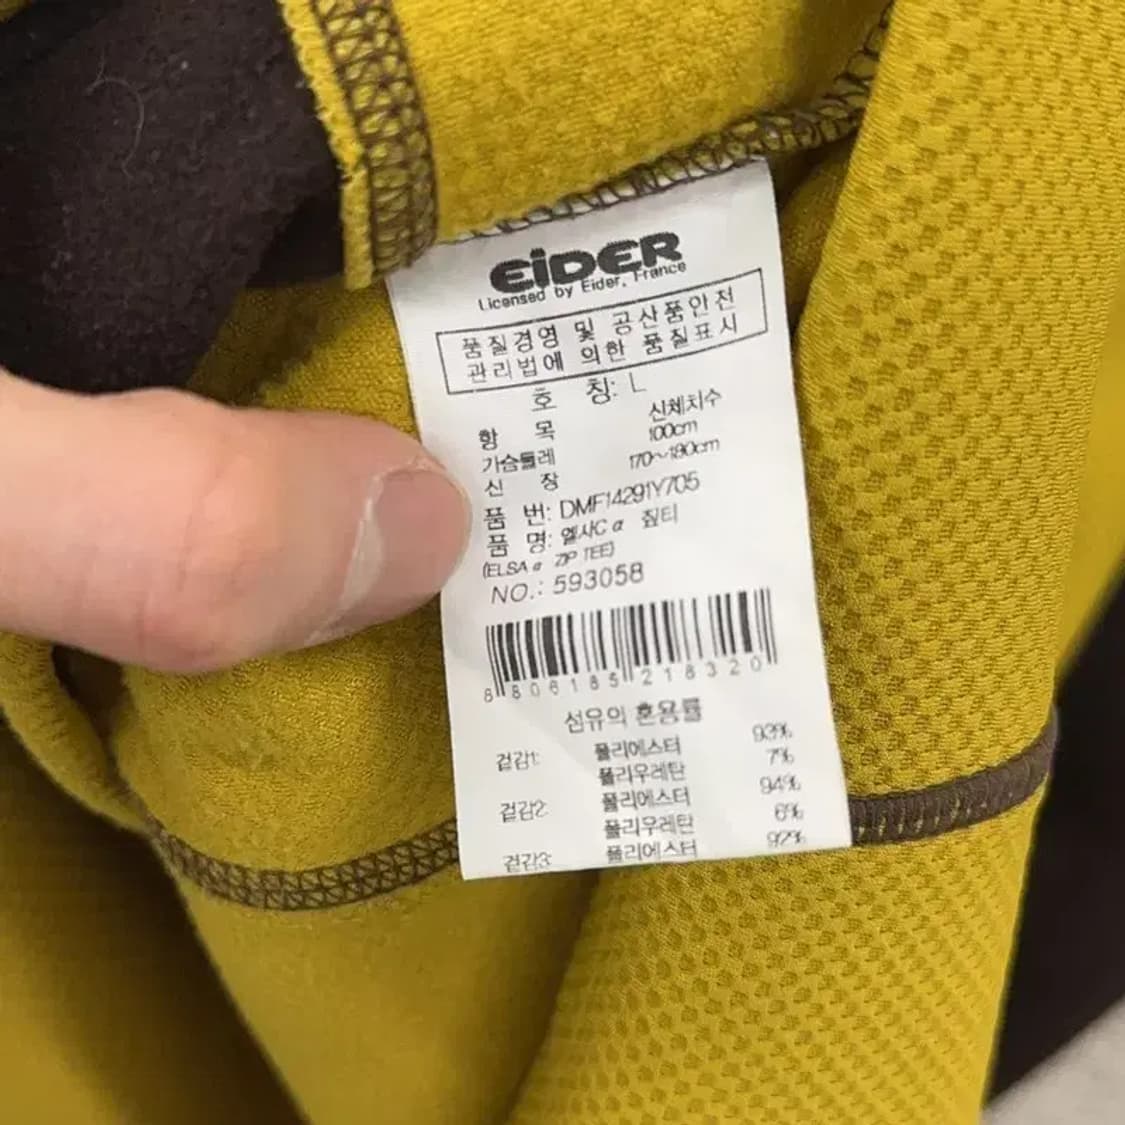 EiDER
Licensed by Eider, France
품질경영 및 공산품안전
관리법에 의한 품질표시
호 칭: L
항 목 신체치수
가슴둘레 100cm
신 장 170~180cm
품 번: DMF14291Y705
품 명: 엘사C α 짚티
(ELSA α ZIP TEE)
NO.: 593058
8 806185 218320
섬유의 혼용률
겉감1: 폴리에스터 93%
폴리우레탄 7%
겉감2: 폴리에스터 94%
폴리우레탄 6%
겉감3: 폴리에스터 92%